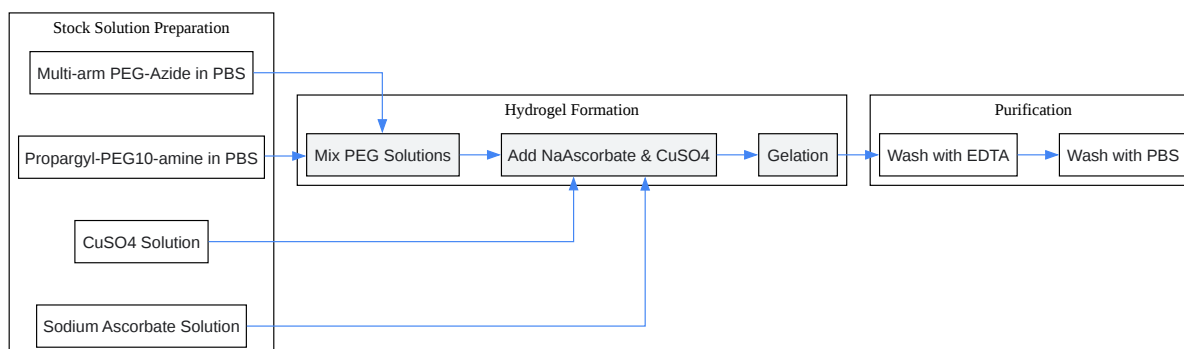 Stock Solution Preparation
Multi-arm PEG-Azide in PBS
Propargyl-PEG10-amine in PBS
CuSO4 Solution
Sodium Ascorbate Solution
Hydrogel Formation
Mix PEG Solutions
Add NaAscorbate & CuSO4
Gelation
Purification
Wash with EDTA
Wash with PBS